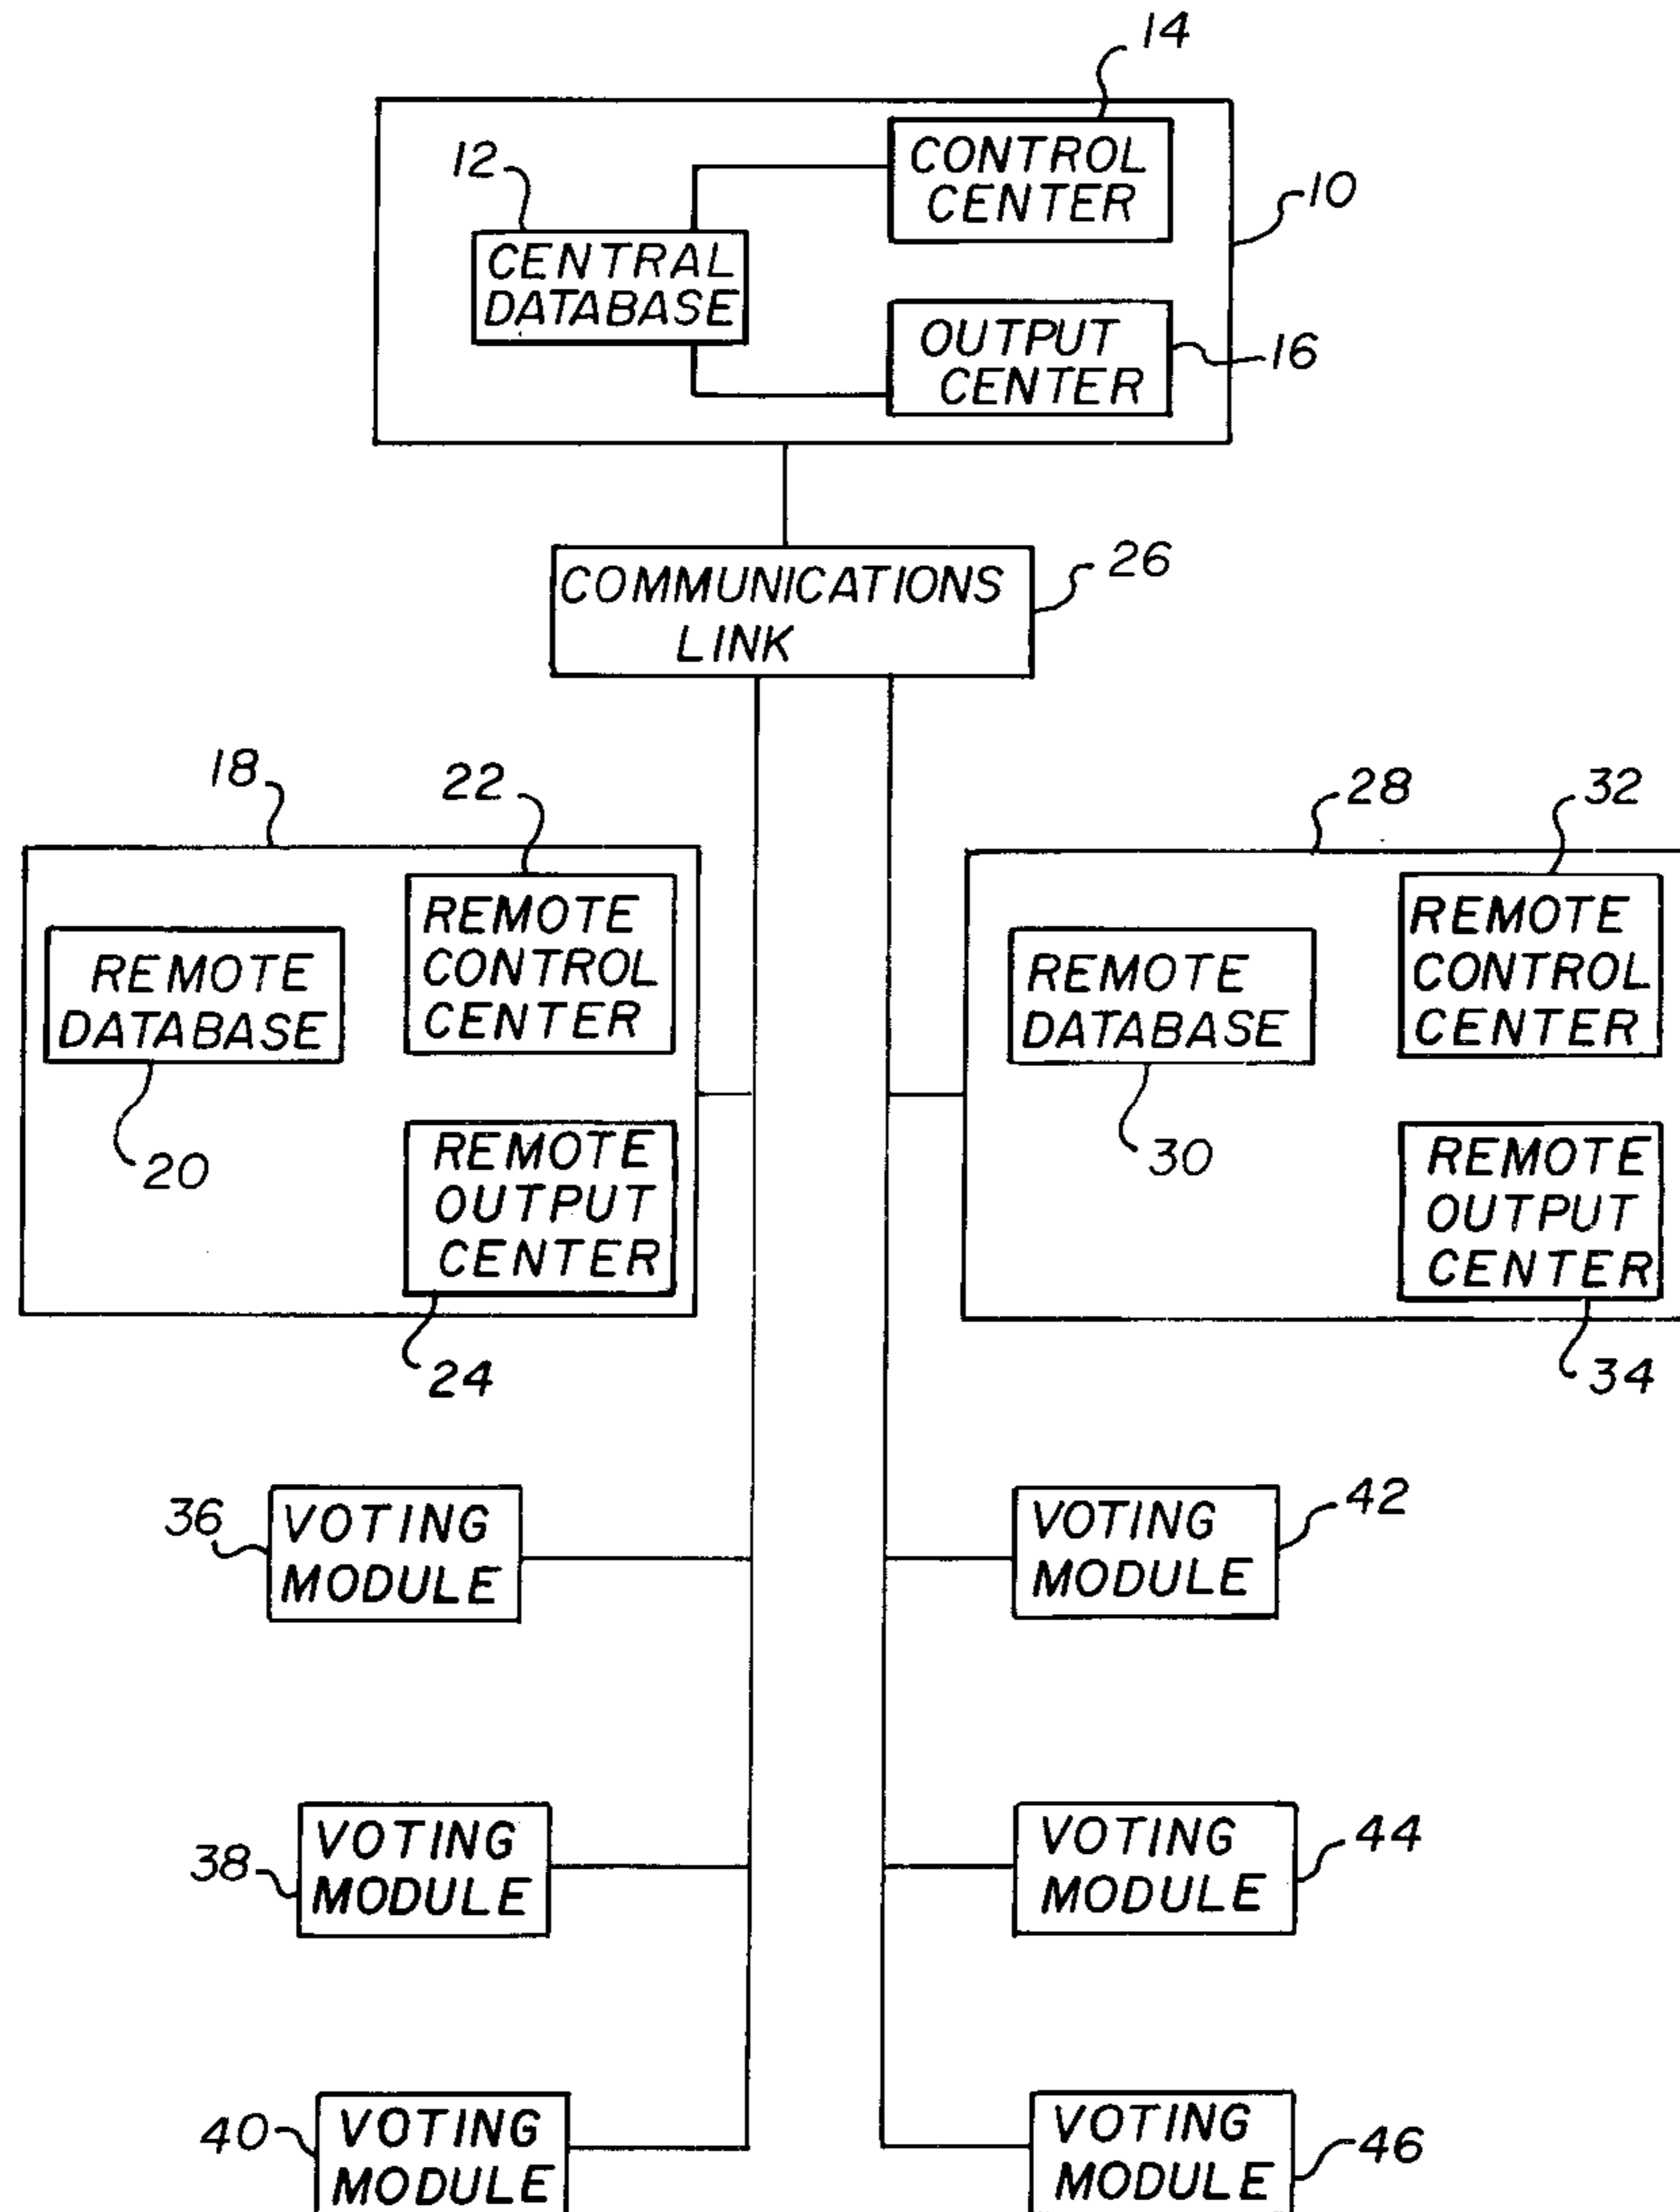 14
12
CONTROL
CENTER
10
CENTRAL
DATABASE
OUTPUT
CENTER
16
COMMUNICATIONS
LINK
26
18
22
28
32
REMOTE
DATABASE
REMOTE
CONTROL
CENTER
REMOTE
DATABASE
REMOTE
CONTROL
CENTER
20
REMOTE
OUTPUT
CENTER
30
REMOTE
OUTPUT
CENTER
24
34
36
VOTING
MODULE
VOTING
MODULE
42
38
VOTING
MODULE
VOTING
MODULE
44
40
VOTING
MODULE
VOTING
MODULE
46